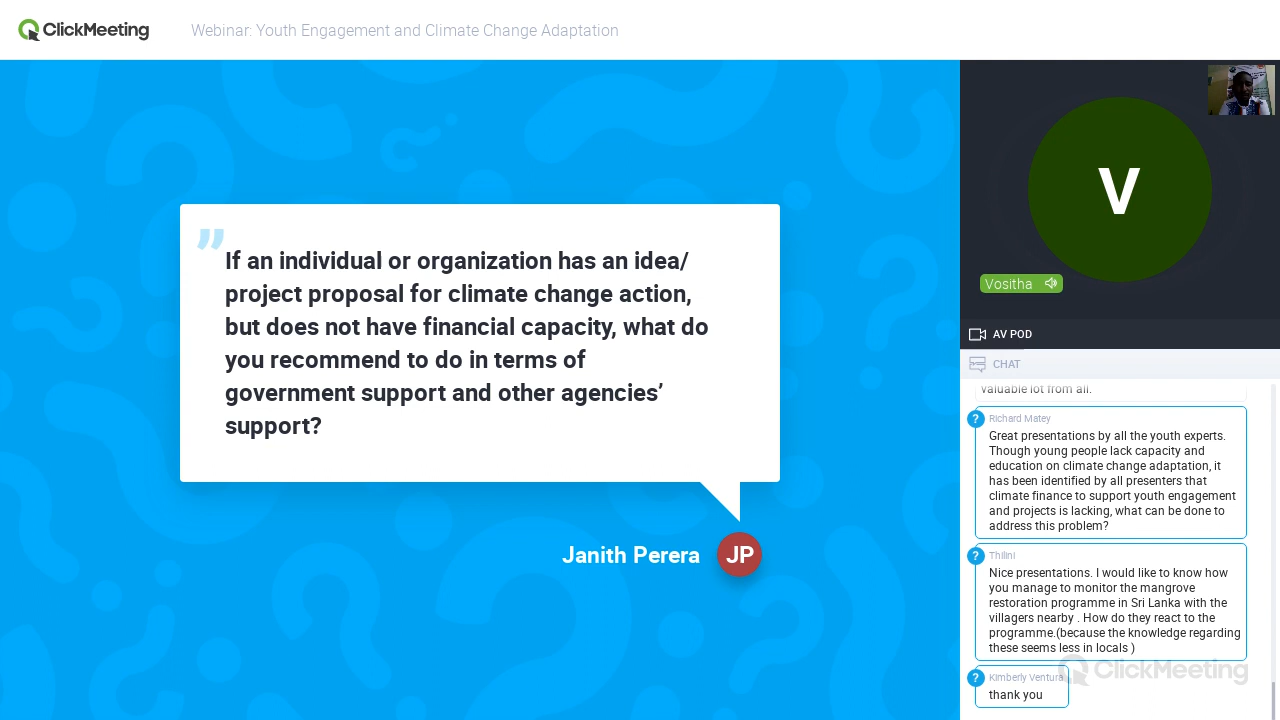 ClickMeeting
Webinar: Youth Engagement and Climate Change Adaptation
”
If an individual or organization has an idea/
project proposal for climate change action,
but does not have financial capacity, what do
you recommend to do in terms of
government support and other agencies’
support?
Janith Perera
JP
V
Vositha
AV POD
CHAT
valuable lot from all.
?
Richard Matey
Great presentations by all the youth experts.
Though young people lack capacity and
education on climate change adaptation, it
has been identified by all presenters that
climate finance to support youth engagement
and projects is lacking, what can be done to
address this problem?
?
Thilini
Nice presentations. I would like to know how
you manage to monitor the mangrove
restoration programme in Sri Lanka with the
villagers nearby . How do they react to the
programme.(because the knowledge regarding
these seems less in locals )
?
Kimberly Ventura
thank you
ClickMeeting